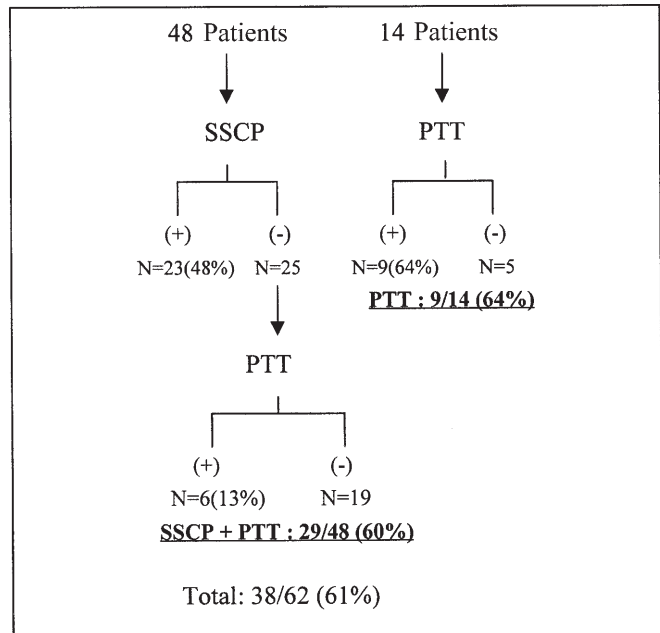 48 Patients 14 Patients
SSCP PTT
(+) (-) (+) (-)
N=23(48%) N=25 N=9(64%) N=5
PTT : 9/14 (64%)
PTT
(+) (-)
N=6(13%) N=19
SSCP + PTT : 29/48 (60%)
Total: 38/62 (61%)